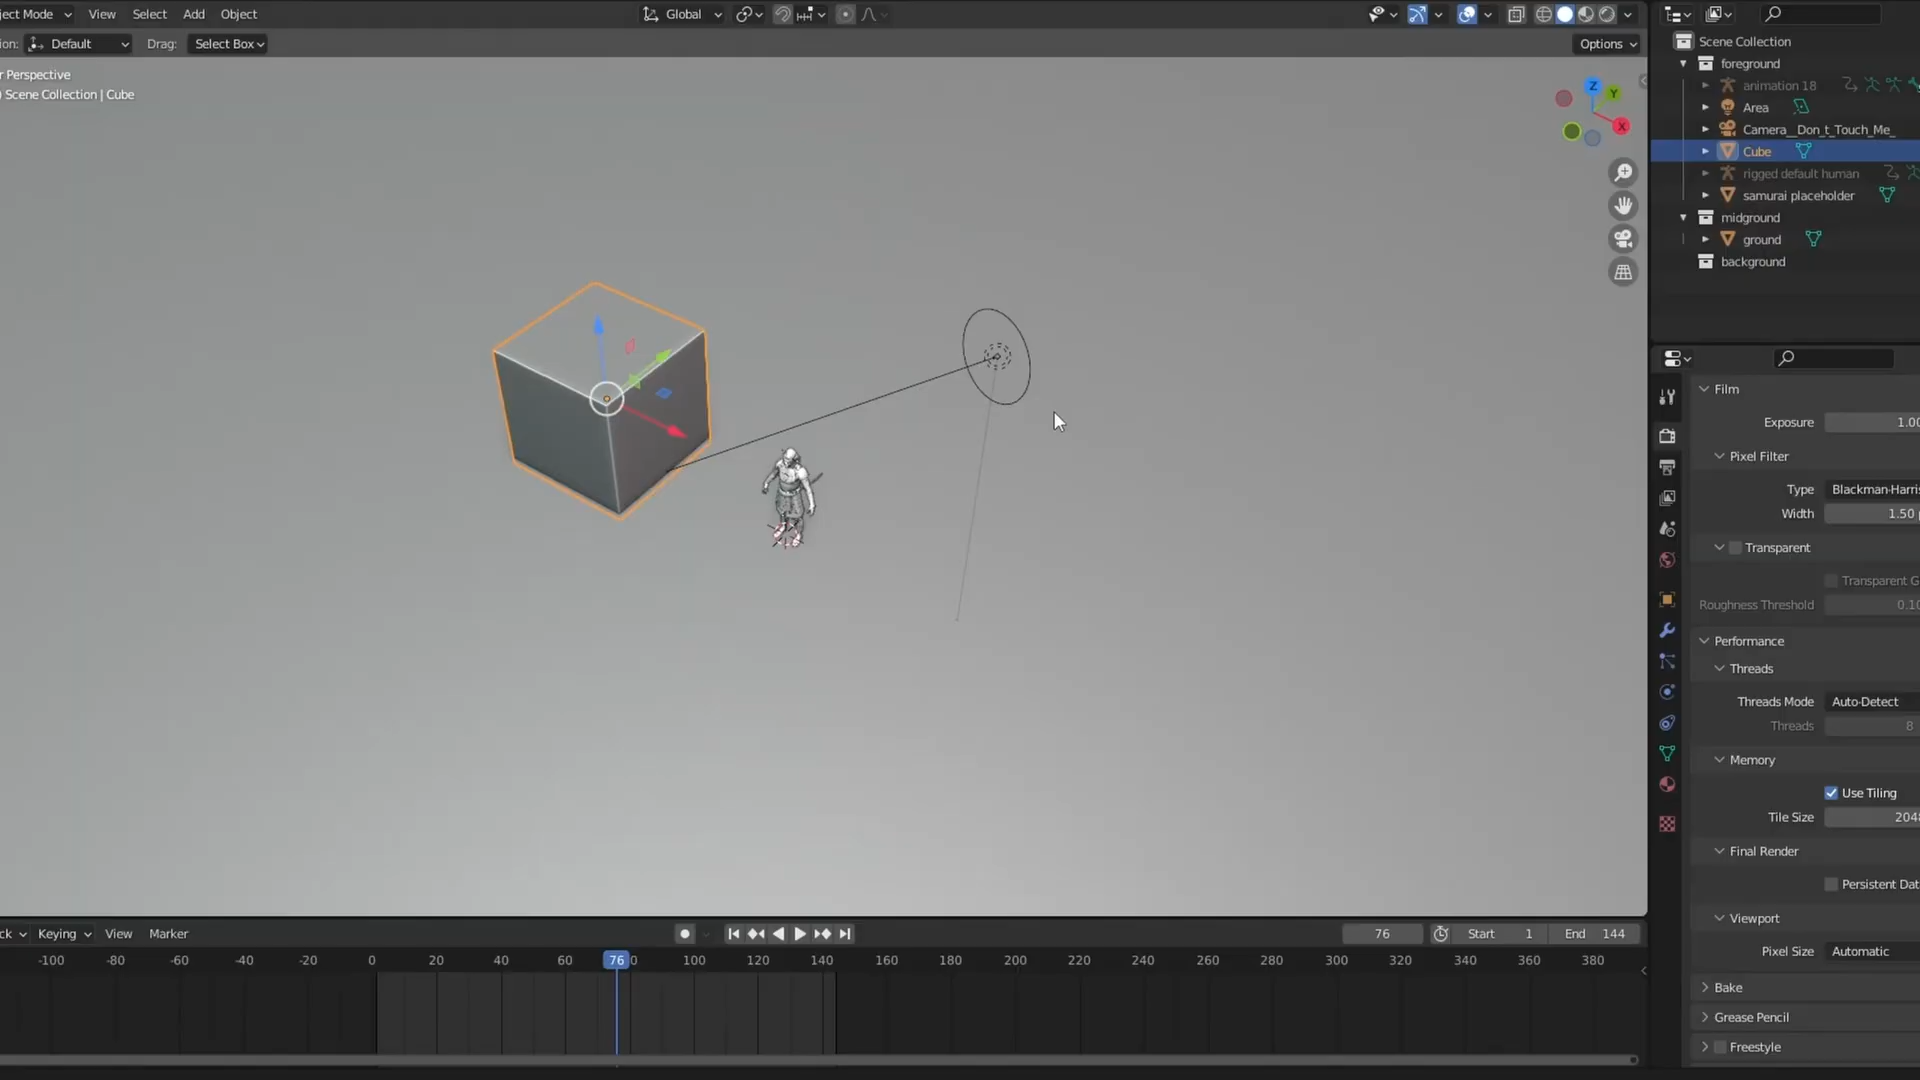 ject Mode View Select Add Object Global
ion: Default Drag: Select Box Options
r Perspective
) Scene Collection | Cube
Z
Y
X
Scene Collection
foreground
animation 18
Area
Camera__Don_t_Touch_Me_
Cube
rigged default human
samurai placeholder
midground
ground
background
Film
Exposure 1.00
Pixel Filter
Type Blackman-Harris
Width 1.50 p
Transparent
Transparent G
Roughness Threshold 0.10
Performance
Threads
Threads Mode Auto-Detect
Threads 8
Memory
Use Tiling
Tile Size 2048
Final Render
Persistent Dat
Viewport
Pixel Size Automatic
Bake
Grease Pencil
Freestyle
ck Keying View Marker 76 Start 1 End 144
-100 -80 -60 -40 -20 0 20 40 60 76 0 100 120 140 160 180 200 220 240 260 280 300 320 340 360 380